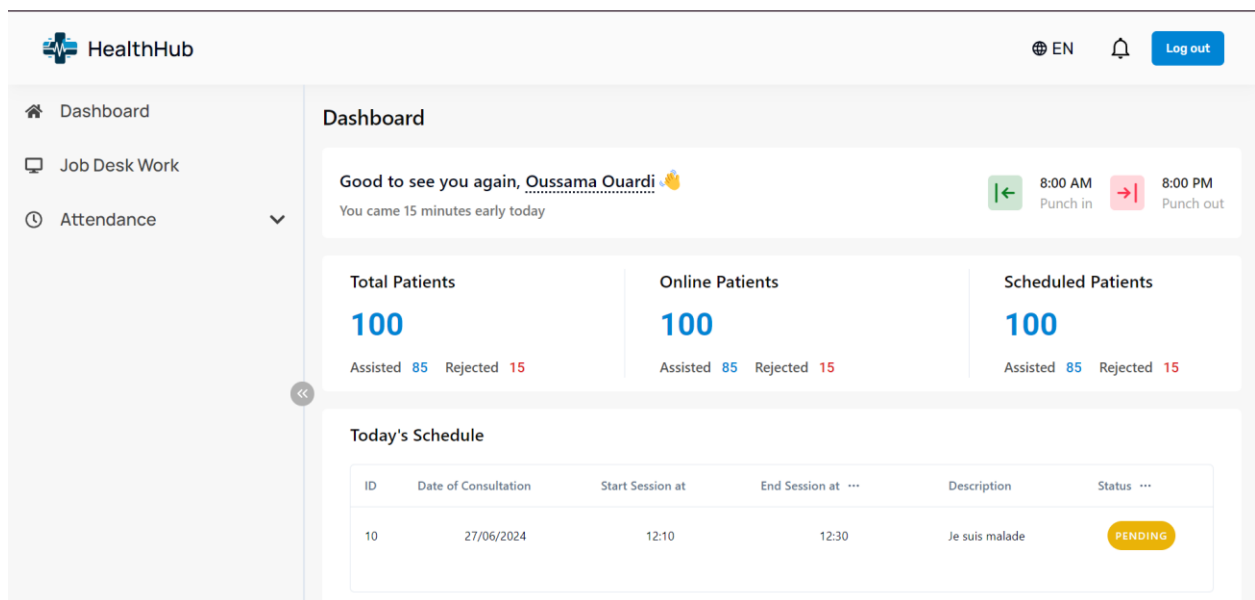 HealthHub
EN
Log out
Dashboard
Job Desk Work
Attendance
Dashboard
Good to see you again, Oussama Ouardi
You came 15 minutes early today
8:00 AM
Punch in
8:00 PM
Punch out
Total Patients
100
Assisted 85 Rejected 15
Online Patients
100
Assisted 85 Rejected 15
Scheduled Patients
100
Assisted 85 Rejected 15
Today's Schedule
ID Date of Consultation Start Session at End Session at ··· Description Status ···
10 27/06/2024 12:10 12:30 Je suis malade PENDING